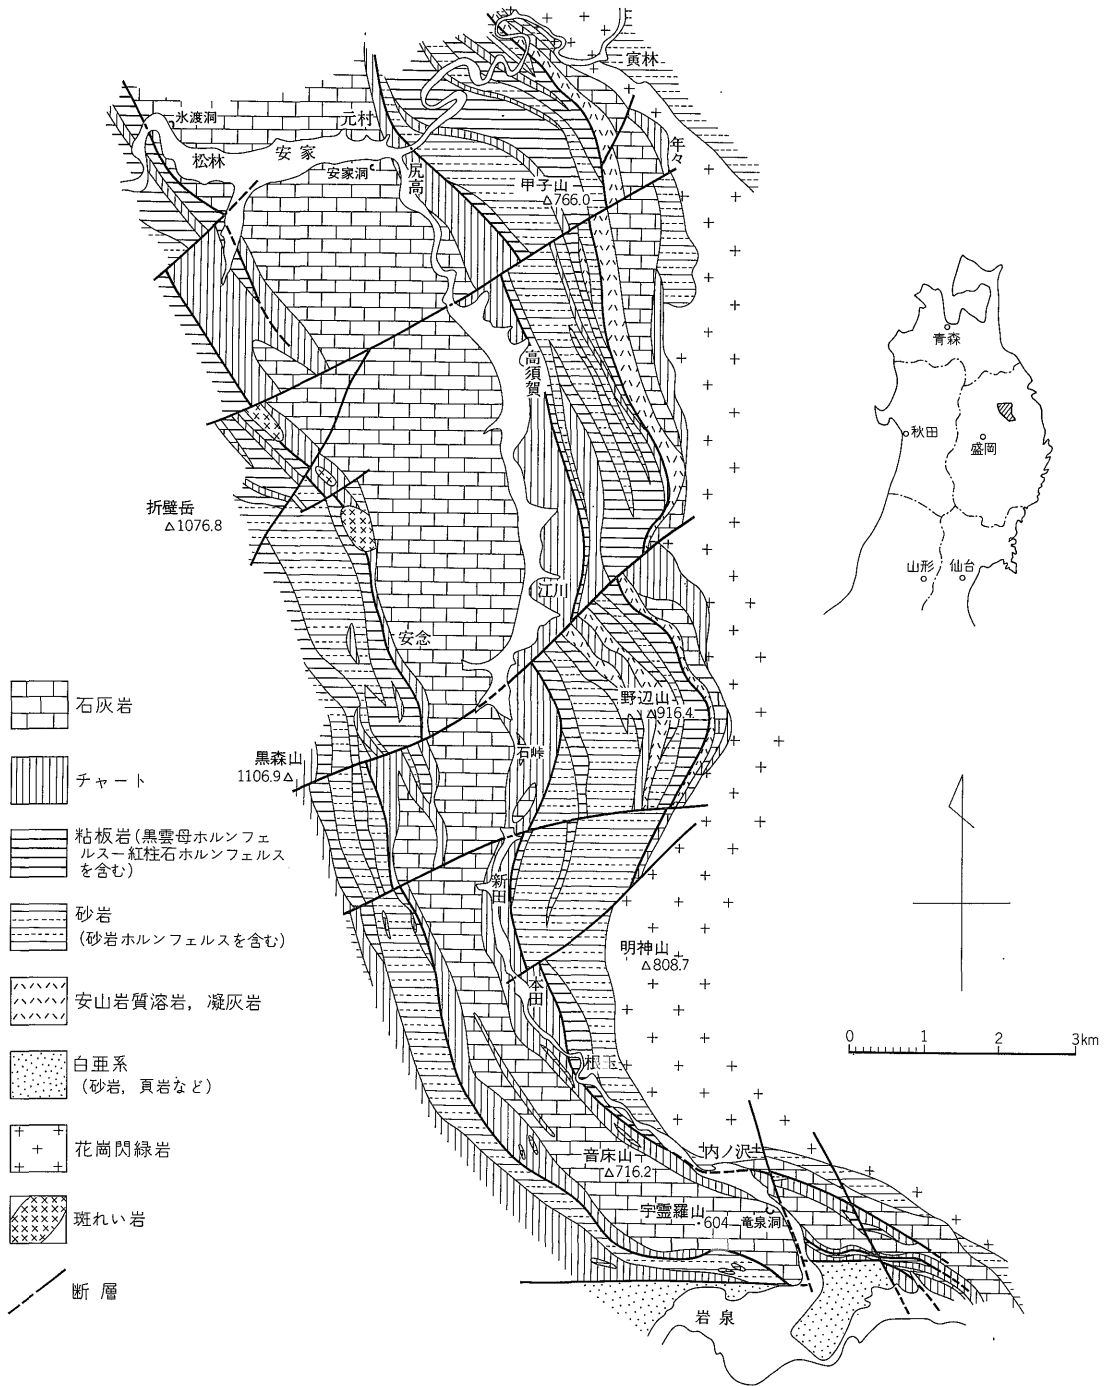 寅林
氷渡洞
元村
年々
松林
安家
安家洞
尻高
甲子山
△766.0
青森
高須賀
秋田
盛岡
折壁岳
△1076.8
山形
仙台
江川
安念
石灰岩
野辺山
△916.4
黒森山
1106.9△
石峠
チャート
粘板岩(黒雲母ホルンフェ
ルス−紅柱石ホルンフェルス
を含む)
新田
砂岩
(砂岩ホルンフェルスを含む)
明神山
△808.7
本田
安山岩質溶岩, 凝灰岩
0 1 2 3km
根玉
白亜系
(砂岩, 頁岩など)
花崗閃緑岩
音床山
△716.2
内ノ沢
宇霊羅山
・604
竜泉洞
斑れい岩
断層
岩泉